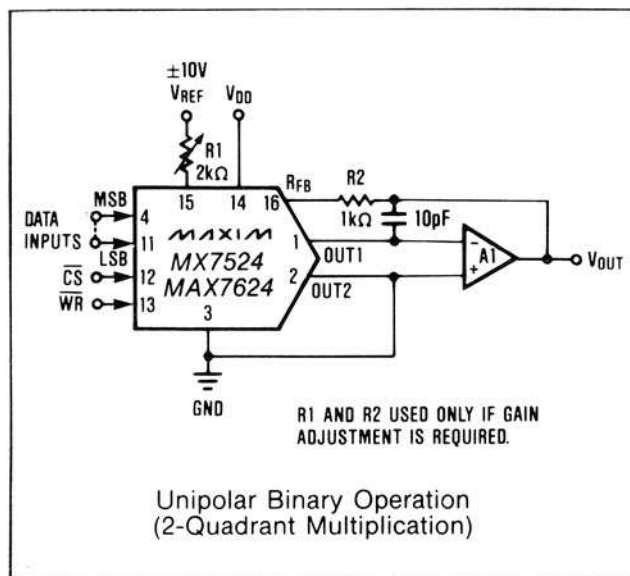 ±10V
VREF
VDD
R1
2kΩ
RFB
R2
1kΩ
10pF
MSB
DATA
INPUTS
LSB
CS
WR
4
11
12
13
15
14
16
1
2
3
MAXIM
MX7524
MAX7624
OUT1
OUT2
-
+
A1
VOUT
GND
R1 AND R2 USED ONLY IF GAIN
ADJUSTMENT IS REQUIRED.
Unipolar Binary Operation
(2-Quadrant Multiplication)